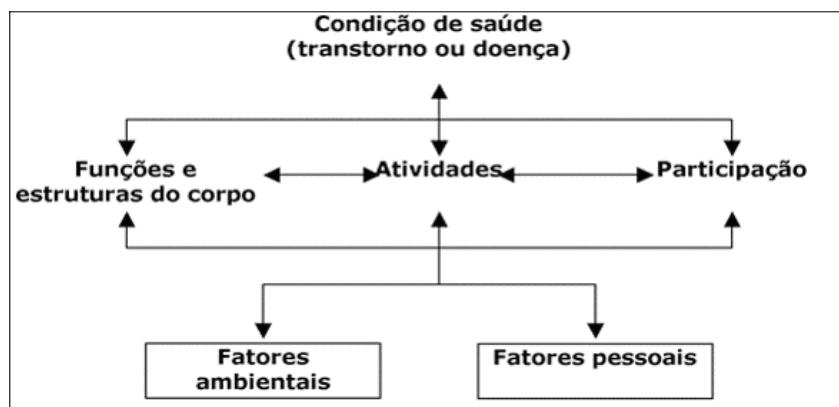 Condição de saúde
(transtorno ou doença)
Funções e
estruturas do corpo
Atividades
Participação
Fatores
ambientais
Fatores pessoais